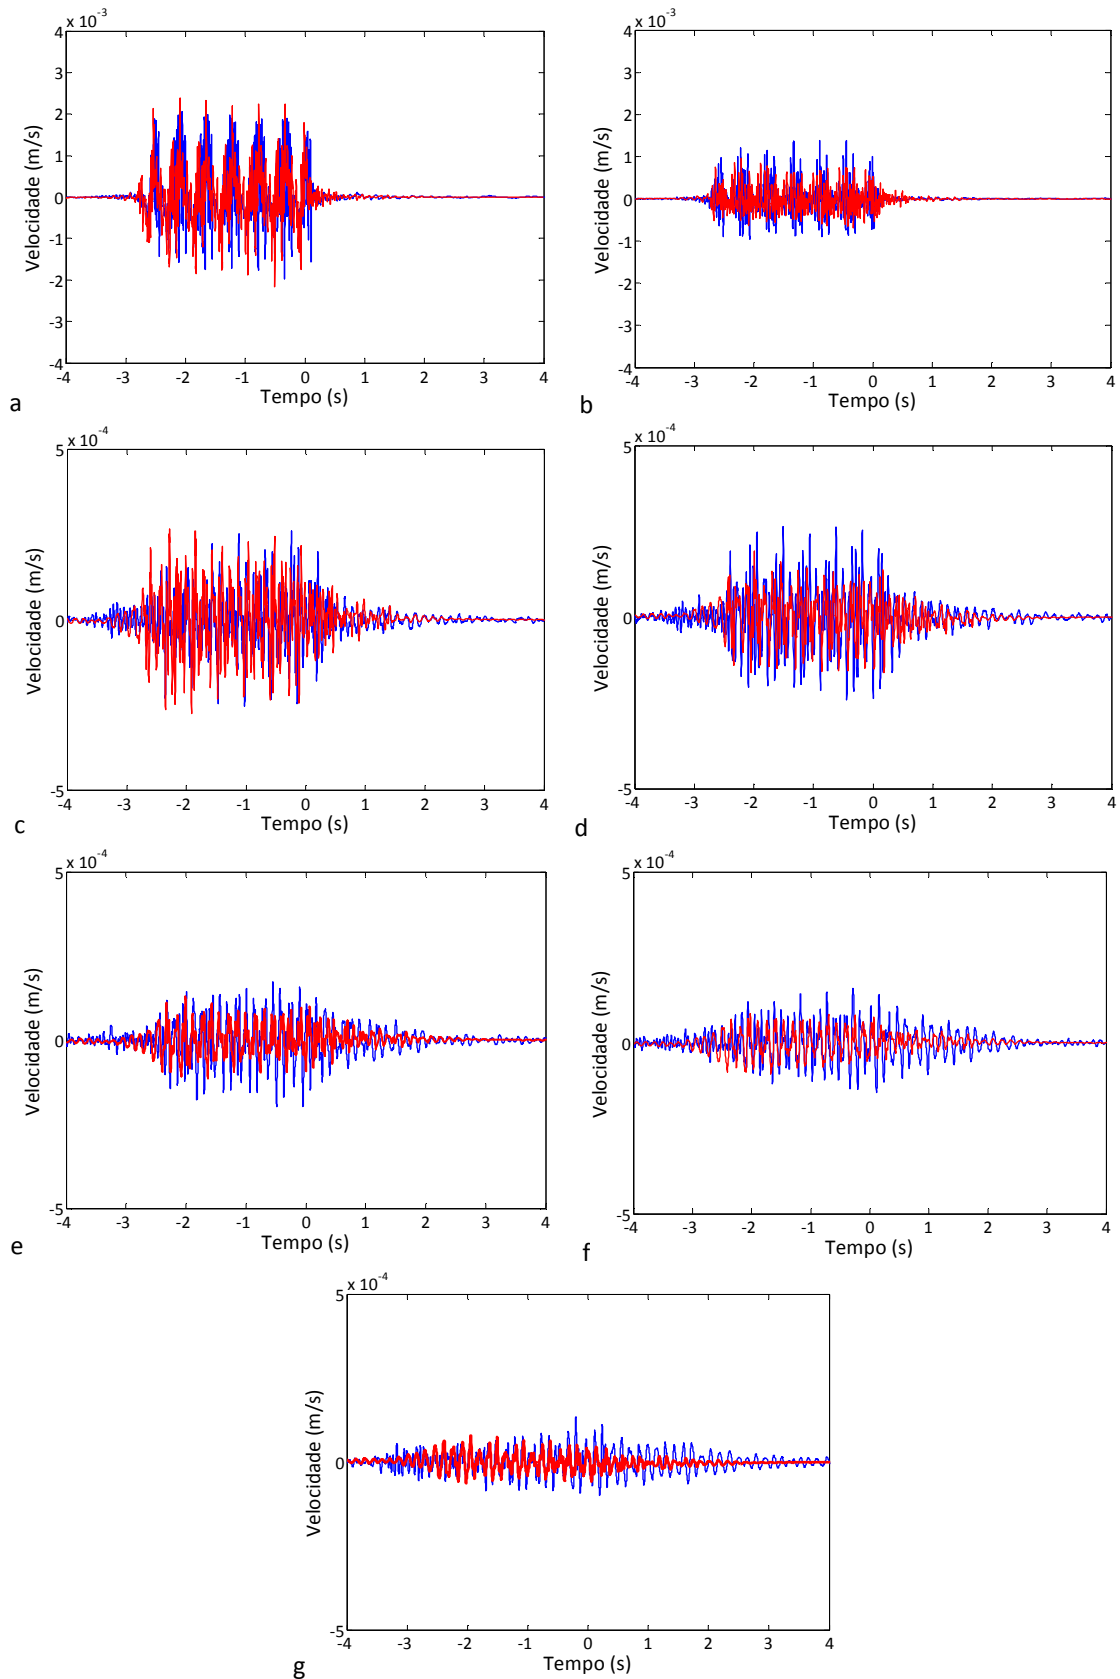 x 10⁻³
4
3
2
1
0
-1
-2
-3
-4
Velocidade (m/s)
-4 -3 -2 -1 0 1 2 3 4
Tempo (s)
a
x 10⁻³
4
3
2
1
0
-1
-2
-3
-4
Velocidade (m/s)
-4 -3 -2 -1 0 1 2 3 4
Tempo (s)
b
x 10⁻⁴
5
0
-5
Velocidade (m/s)
-4 -3 -2 -1 0 1 2 3 4
Tempo (s)
c
x 10⁻⁴
5
0
-5
Velocidade (m/s)
-4 -3 -2 -1 0 1 2 3 4
Tempo (s)
d
x 10⁻⁴
5
0
-5
Velocidade (m/s)
-4 -3 -2 -1 0 1 2 3 4
Tempo (s)
e
x 10⁻⁴
5
0
-5
Velocidade (m/s)
-4 -3 -2 -1 0 1 2 3 4
Tempo (s)
f
x 10⁻⁴
5
0
-5
Velocidade (m/s)
-4 -3 -2 -1 0 1 2 3 4
Tempo (s)
g